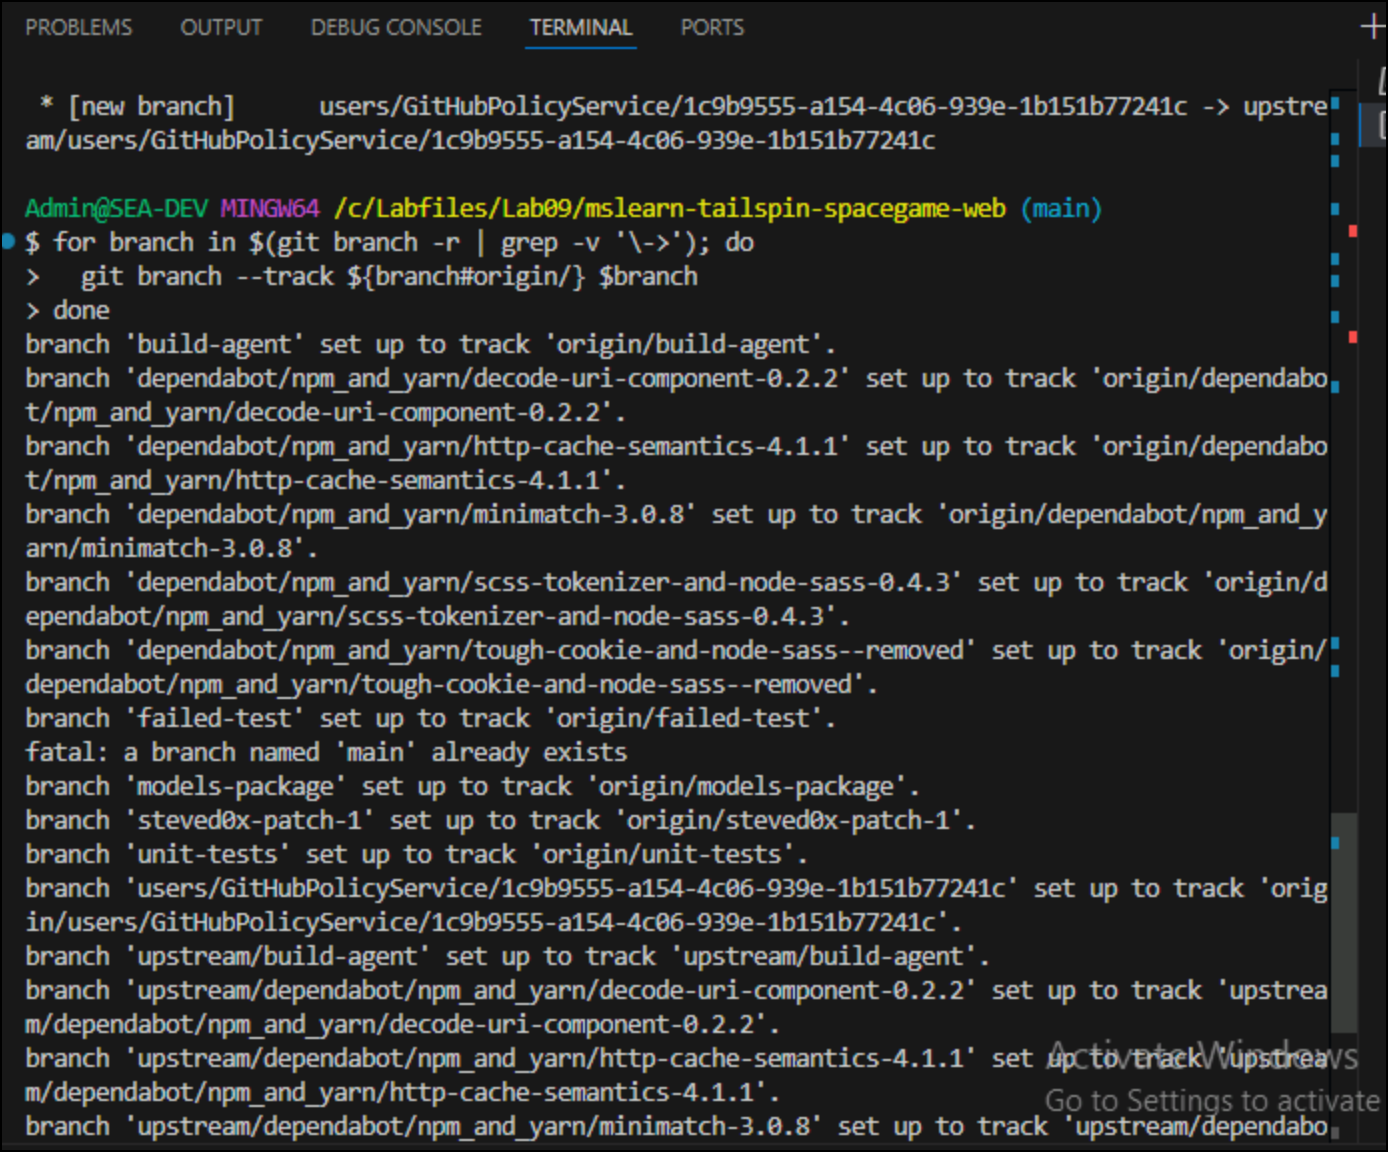 PROBLEMS OUTPUT DEBUG CONSOLE TERMINAL PORTS
* [new branch]      users/GitHubPolicyService/1c9b9555-a154-4c06-939e-1b151b77241c -> upstre
am/users/GitHubPolicyService/1c9b9555-a154-4c06-939e-1b151b77241c
Admin@SEA-DEV MINGW64 /c/Labfiles/Lab09/mslearn-tailspin-spacegame-web (main)
$ for branch in $(git branch -r | grep -v '\->'); do
>   git branch --track ${branch#origin/} $branch
> done
branch 'build-agent' set up to track 'origin/build-agent'.
branch 'dependabot/npm_and_yarn/decode-uri-component-0.2.2' set up to track 'origin/dependabo
t/npm_and_yarn/decode-uri-component-0.2.2'.
branch 'dependabot/npm_and_yarn/http-cache-semantics-4.1.1' set up to track 'origin/dependabo
t/npm_and_yarn/http-cache-semantics-4.1.1'.
branch 'dependabot/npm_and_yarn/minimatch-3.0.8' set up to track 'origin/dependabot/npm_and_y
arn/minimatch-3.0.8'.
branch 'dependabot/npm_and_yarn/scss-tokenizer-and-node-sass-0.4.3' set up to track 'origin/d
ependabot/npm_and_yarn/scss-tokenizer-and-node-sass-0.4.3'.
branch 'dependabot/npm_and_yarn/tough-cookie-and-node-sass--removed' set up to track 'origin/
dependabot/npm_and_yarn/tough-cookie-and-node-sass--removed'.
branch 'failed-test' set up to track 'origin/failed-test'.
fatal: a branch named 'main' already exists
branch 'models-package' set up to track 'origin/models-package'.
branch 'steved0x-patch-1' set up to track 'origin/steved0x-patch-1'.
branch 'unit-tests' set up to track 'origin/unit-tests'.
branch 'users/GitHubPolicyService/1c9b9555-a154-4c06-939e-1b151b77241c' set up to track 'orig
in/users/GitHubPolicyService/1c9b9555-a154-4c06-939e-1b151b77241c'.
branch 'upstream/build-agent' set up to track 'upstream/build-agent'.
branch 'upstream/dependabot/npm_and_yarn/decode-uri-component-0.2.2' set up to track 'upstrea
m/dependabot/npm_and_yarn/decode-uri-component-0.2.2'.
branch 'upstream/dependabot/npm_and_yarn/http-cache-semantics-4.1.1' set up to track 'upstrea
m/dependabot/npm_and_yarn/http-cache-semantics-4.1.1'.
branch 'upstream/dependabot/npm_and_yarn/minimatch-3.0.8' set up to track 'upstream/dependabo
Activate Windows
Go to Settings to activate